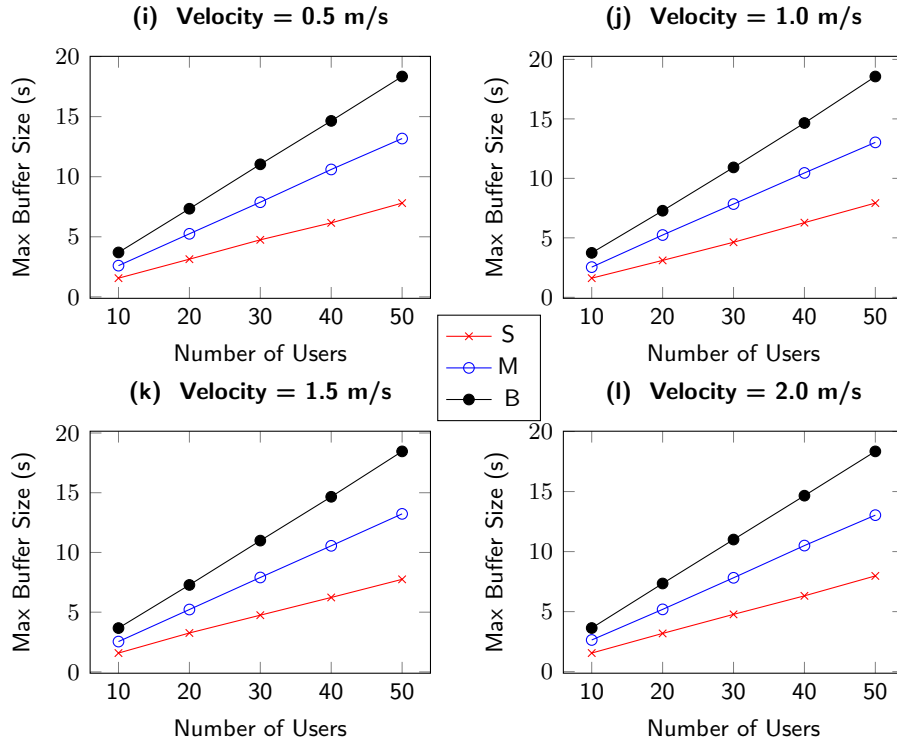 (i) Velocity = 0.5 m/s
20
15
10
5
0
Max Buffer Size (s)
10 20 30 40 50
Number of Users
(j) Velocity = 1.0 m/s
20
15
10
5
0
Max Buffer Size (s)
10 20 30 40 50
Number of Users
S
M
B
(k) Velocity = 1.5 m/s
20
15
10
5
0
Max Buffer Size (s)
10 20 30 40 50
Number of Users
(l) Velocity = 2.0 m/s
20
15
10
5
0
Max Buffer Size (s)
10 20 30 40 50
Number of Users